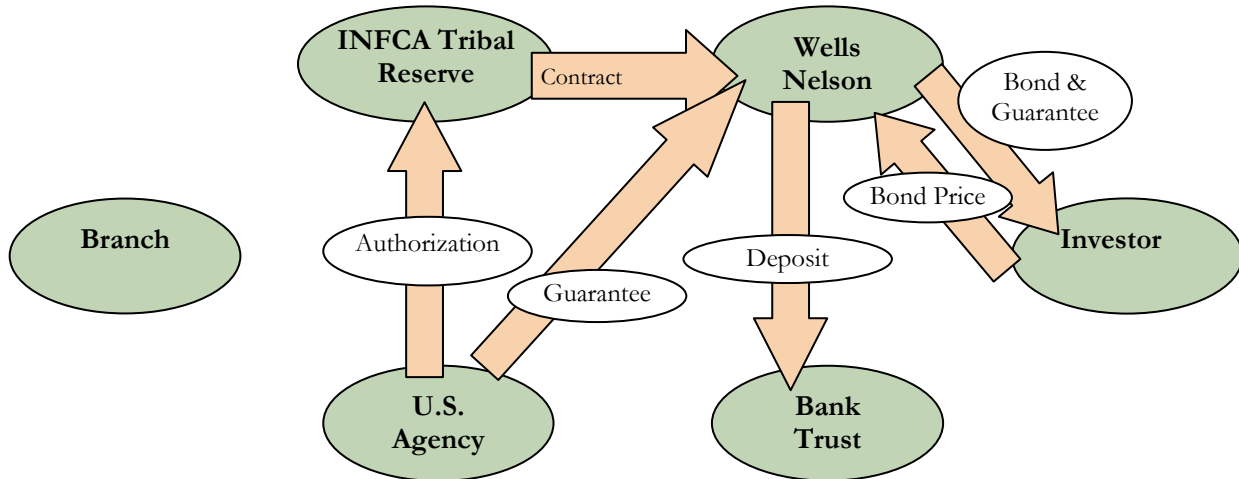 INFCA Tribal
Reserve
Contract
Wells
Nelson
Bond &
Guarantee
Bond Price
Branch
Authorization
Guarantee
Deposit
Investor
U.S.
Agency
Bank
Trust